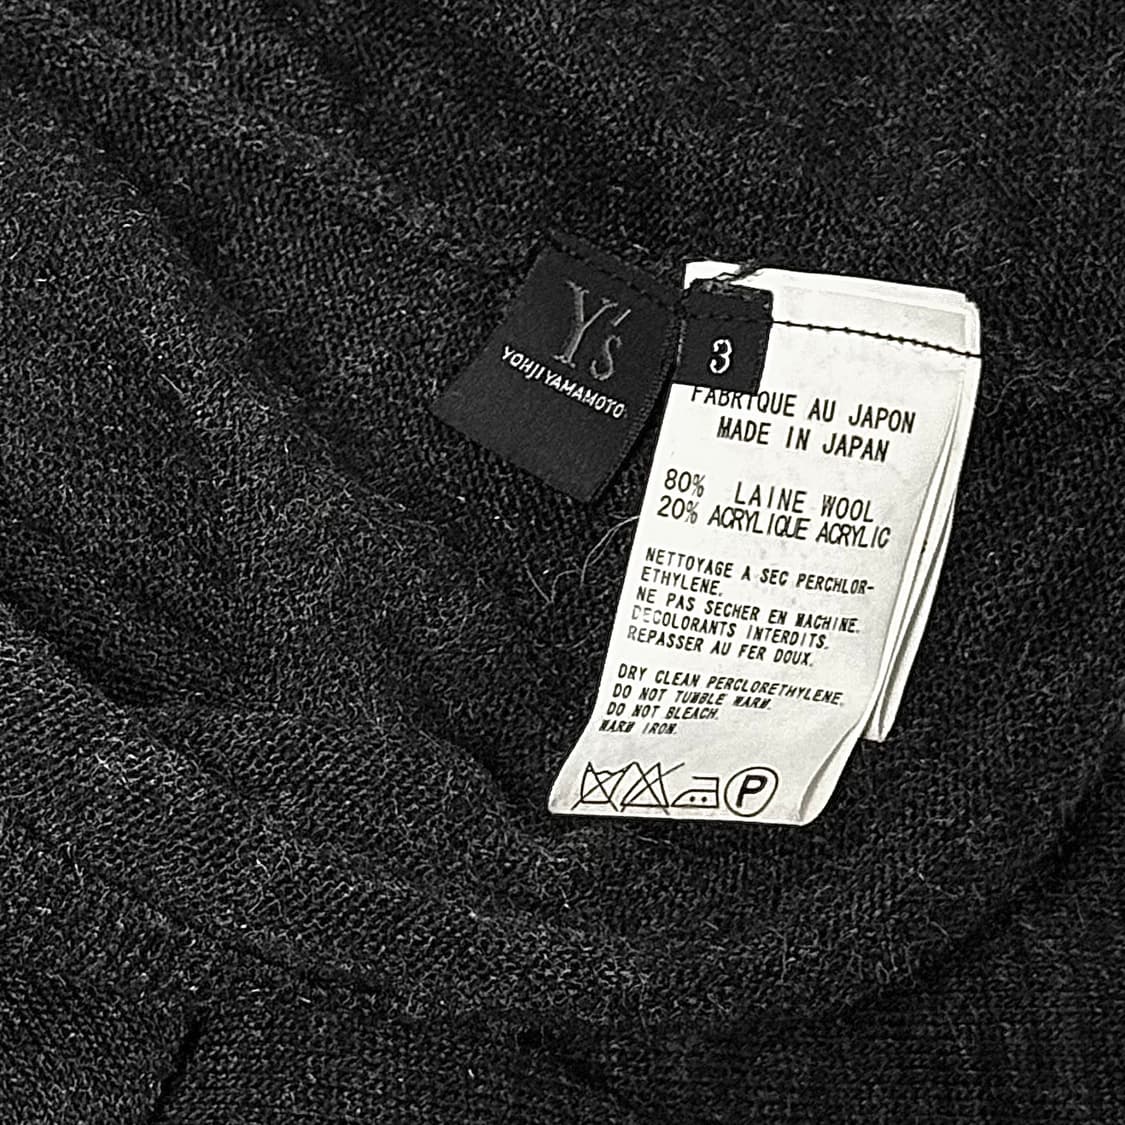 Y's
YOHJI YAMAMOTO
3
FABRIQUE AU JAPON
MADE IN JAPAN
80% LAINE WOOL
20% ACRYLIQUE ACRYLIC
NETTOYAGE A SEC PERCHLOR-
ETHYLENE.
NE PAS SECHER EN MACHINE.
DECOLORANTS INTERDITS.
REPASSER AU FER DOUX.
DRY CLEAN PERCLORETHYLENE.
DO NOT TUMBLE WARM.
DO NOT BLEACH.
WARM IRON.
P